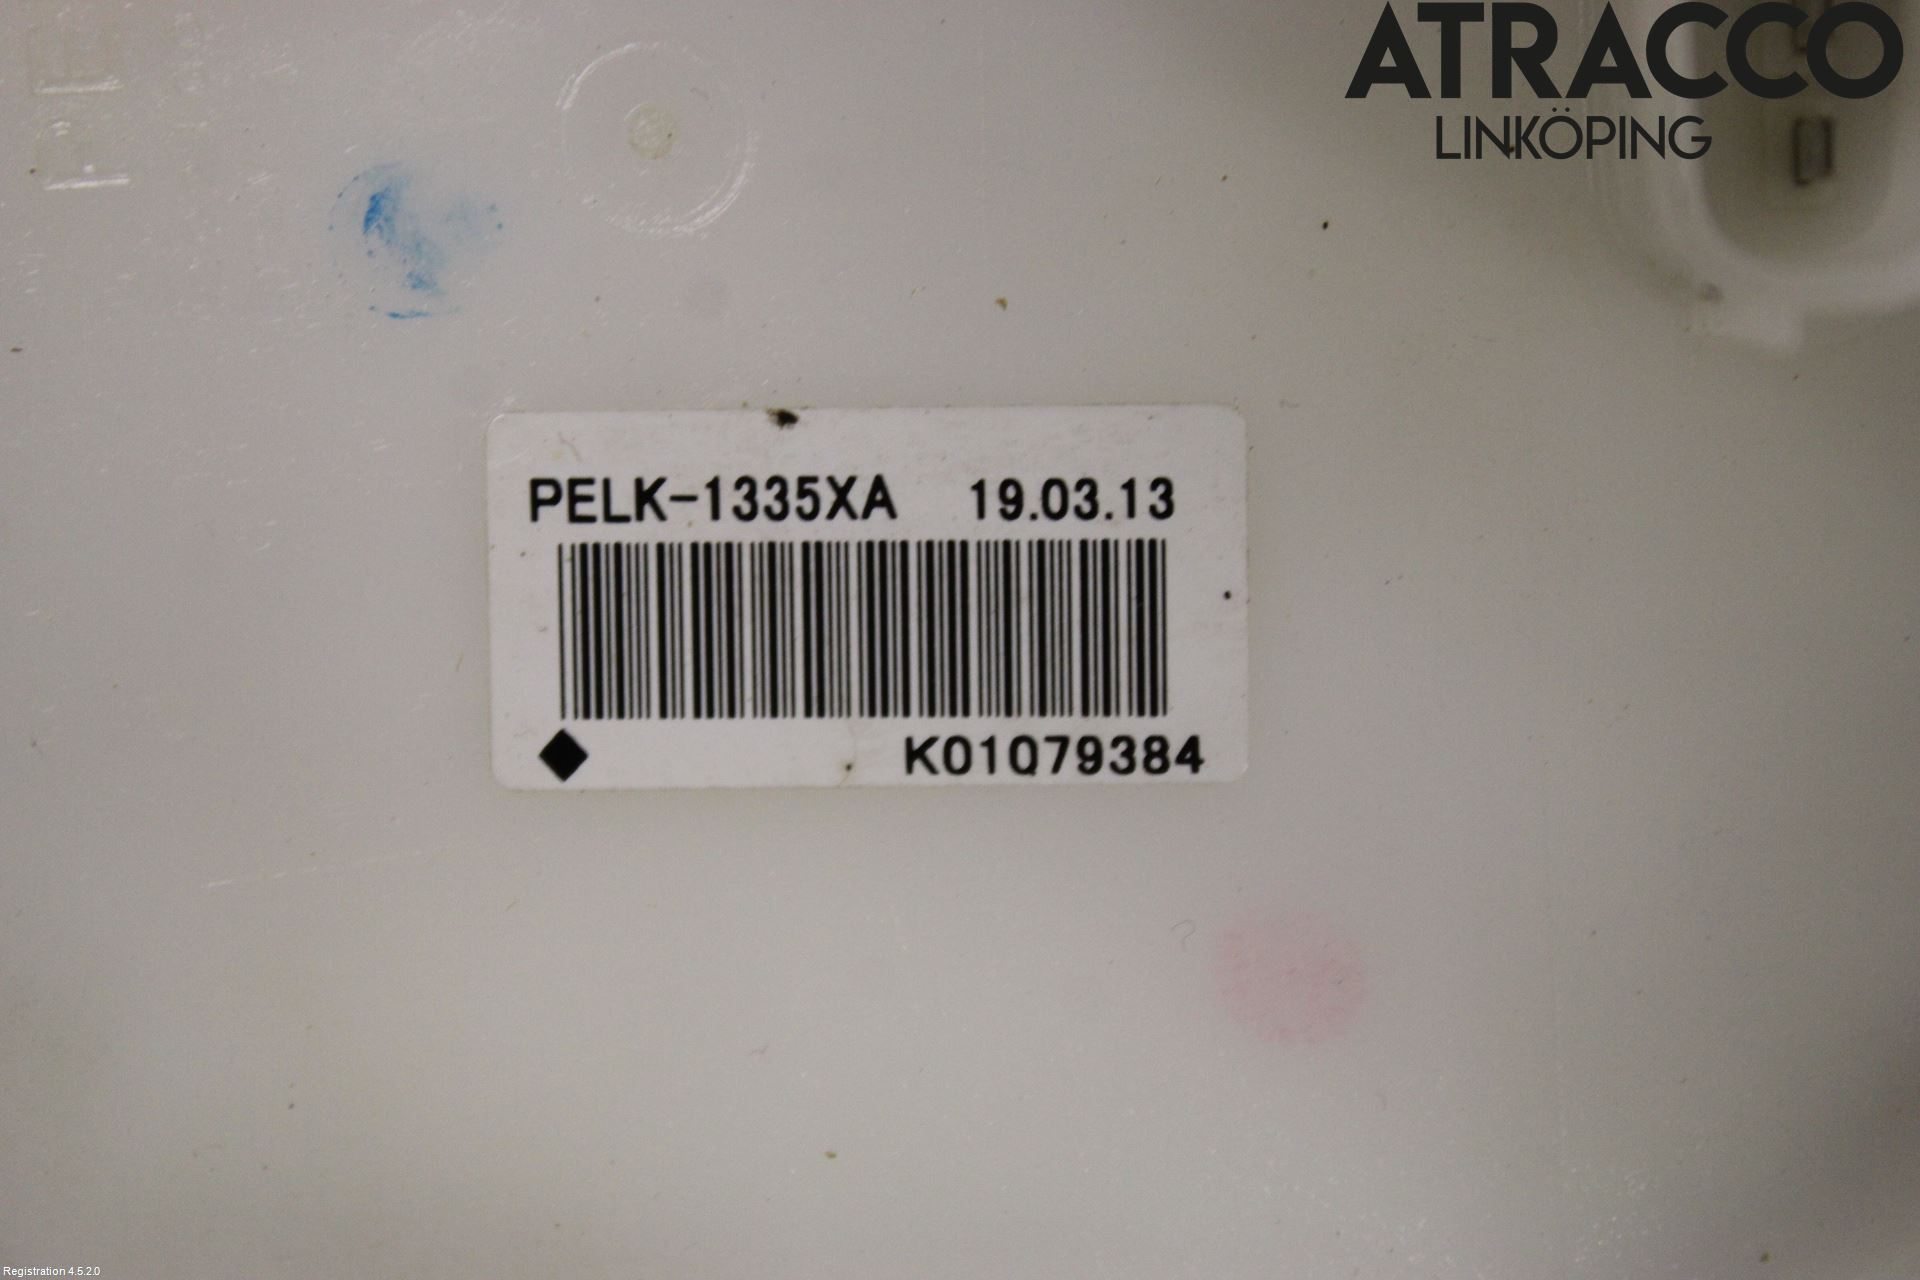 ATRACCO
LINKÖPING
PELK-1335XA 19.03.13
K01079384
Registration 4.5.2.0